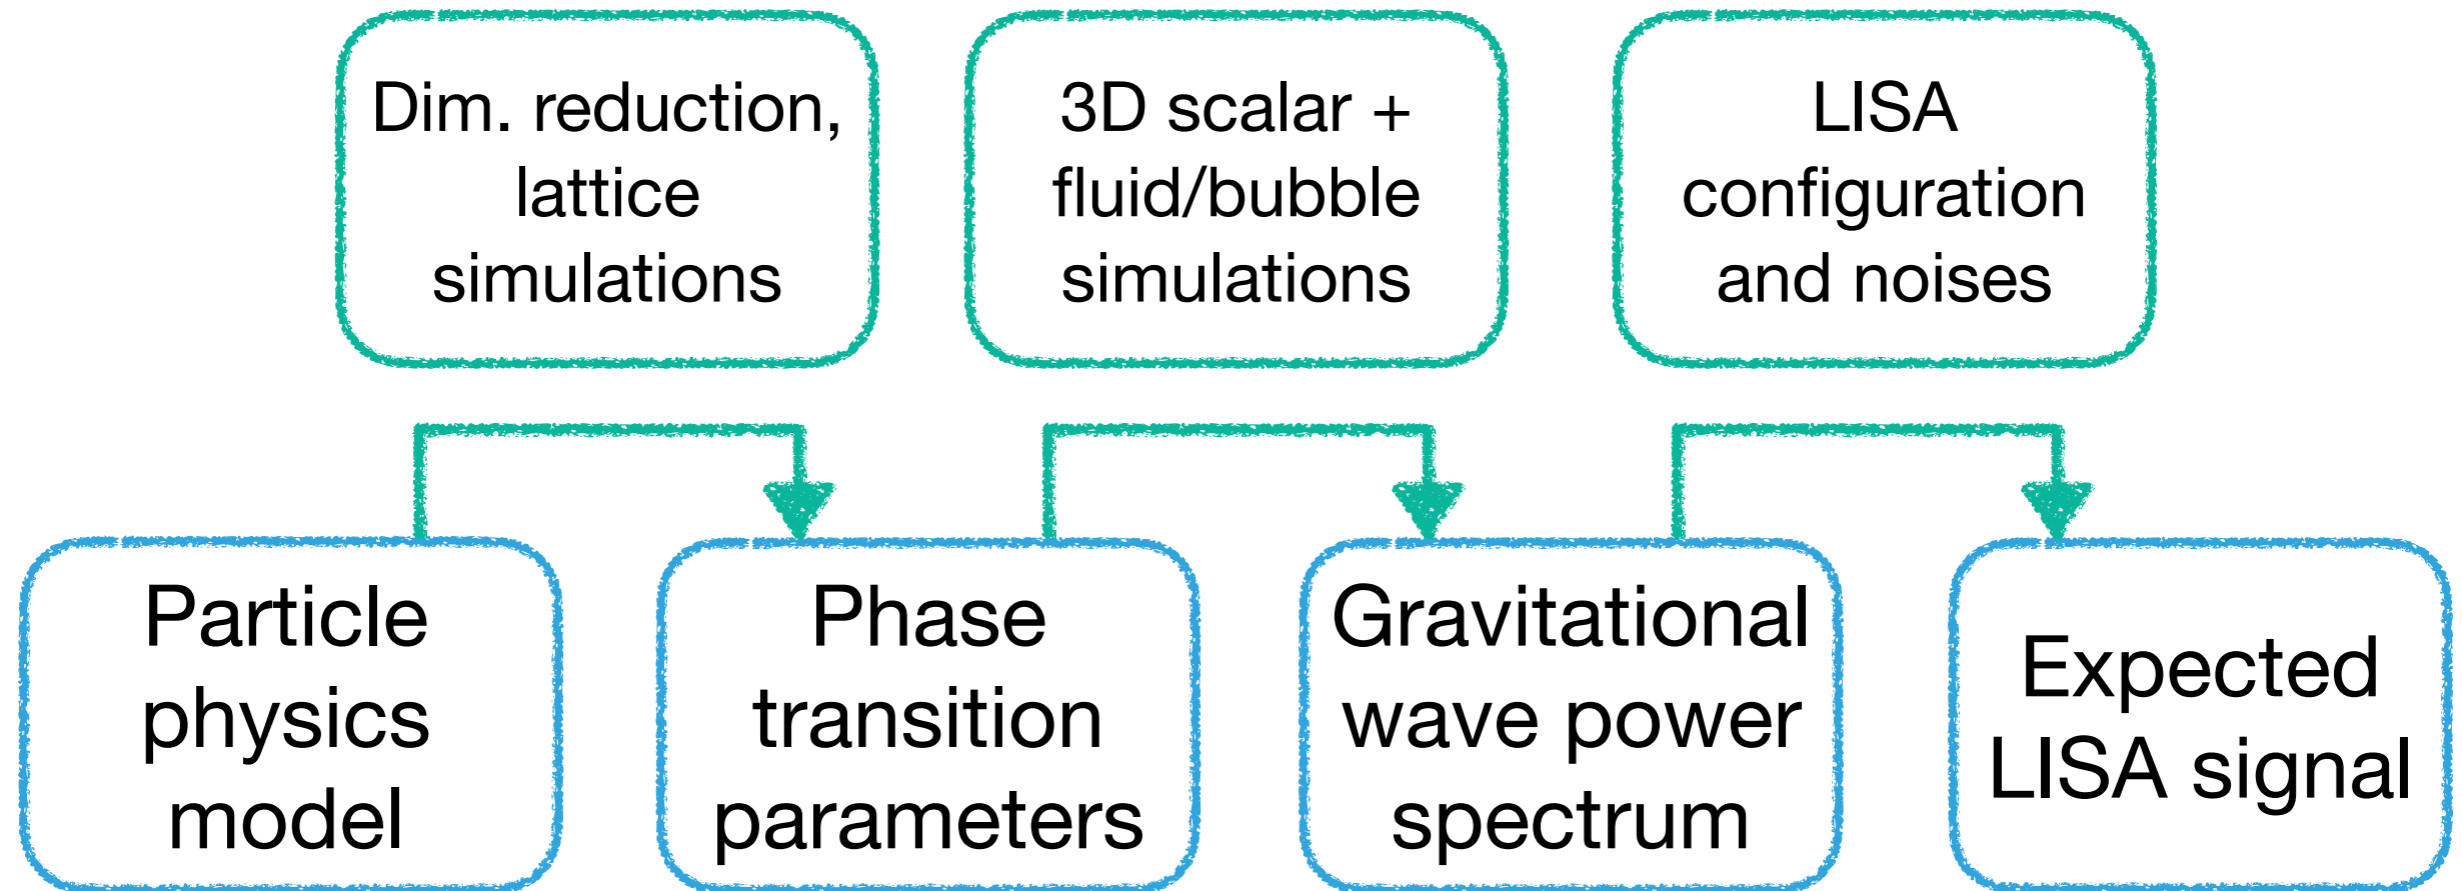 Dim. reduction,
lattice
simulations
3D scalar +
fluid/bubble
simulations
LISA
configuration
and noises
Particle
physics
model
Phase
transition
parameters
Gravitational
wave power
spectrum
Expected
LISA signal